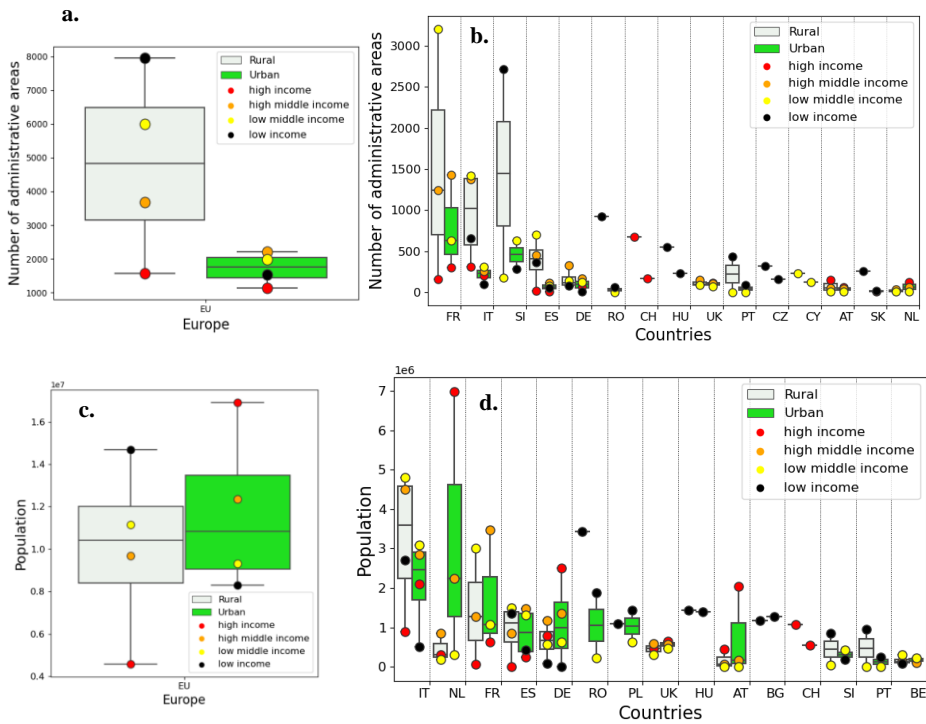 a.
Number of administrative areas
8000
7000
6000
5000
4000
3000
2000
1000
Rural
Urban
high income
high middle income
low middle income
low income
EU
Europe
b.
Number of administrative areas
3000
2500
2000
1500
1000
500
0
Rural
Urban
high income
high middle income
low middle income
low income
FR IT SI ES DE RO CH HU UK PT CZ CY AT SK NL
Countries
c.
1e7
Population
1.6
1.4
1.2
1.0
0.8
0.6
0.4
Rural
Urban
high income
high middle income
low middle income
low income
EU
Europe
d.
1e6
Population
7
6
5
4
3
2
1
0
Rural
Urban
high income
high middle income
low middle income
low income
IT NL FR ES DE RO PL UK HU AT BG CH SI PT BE
Countries